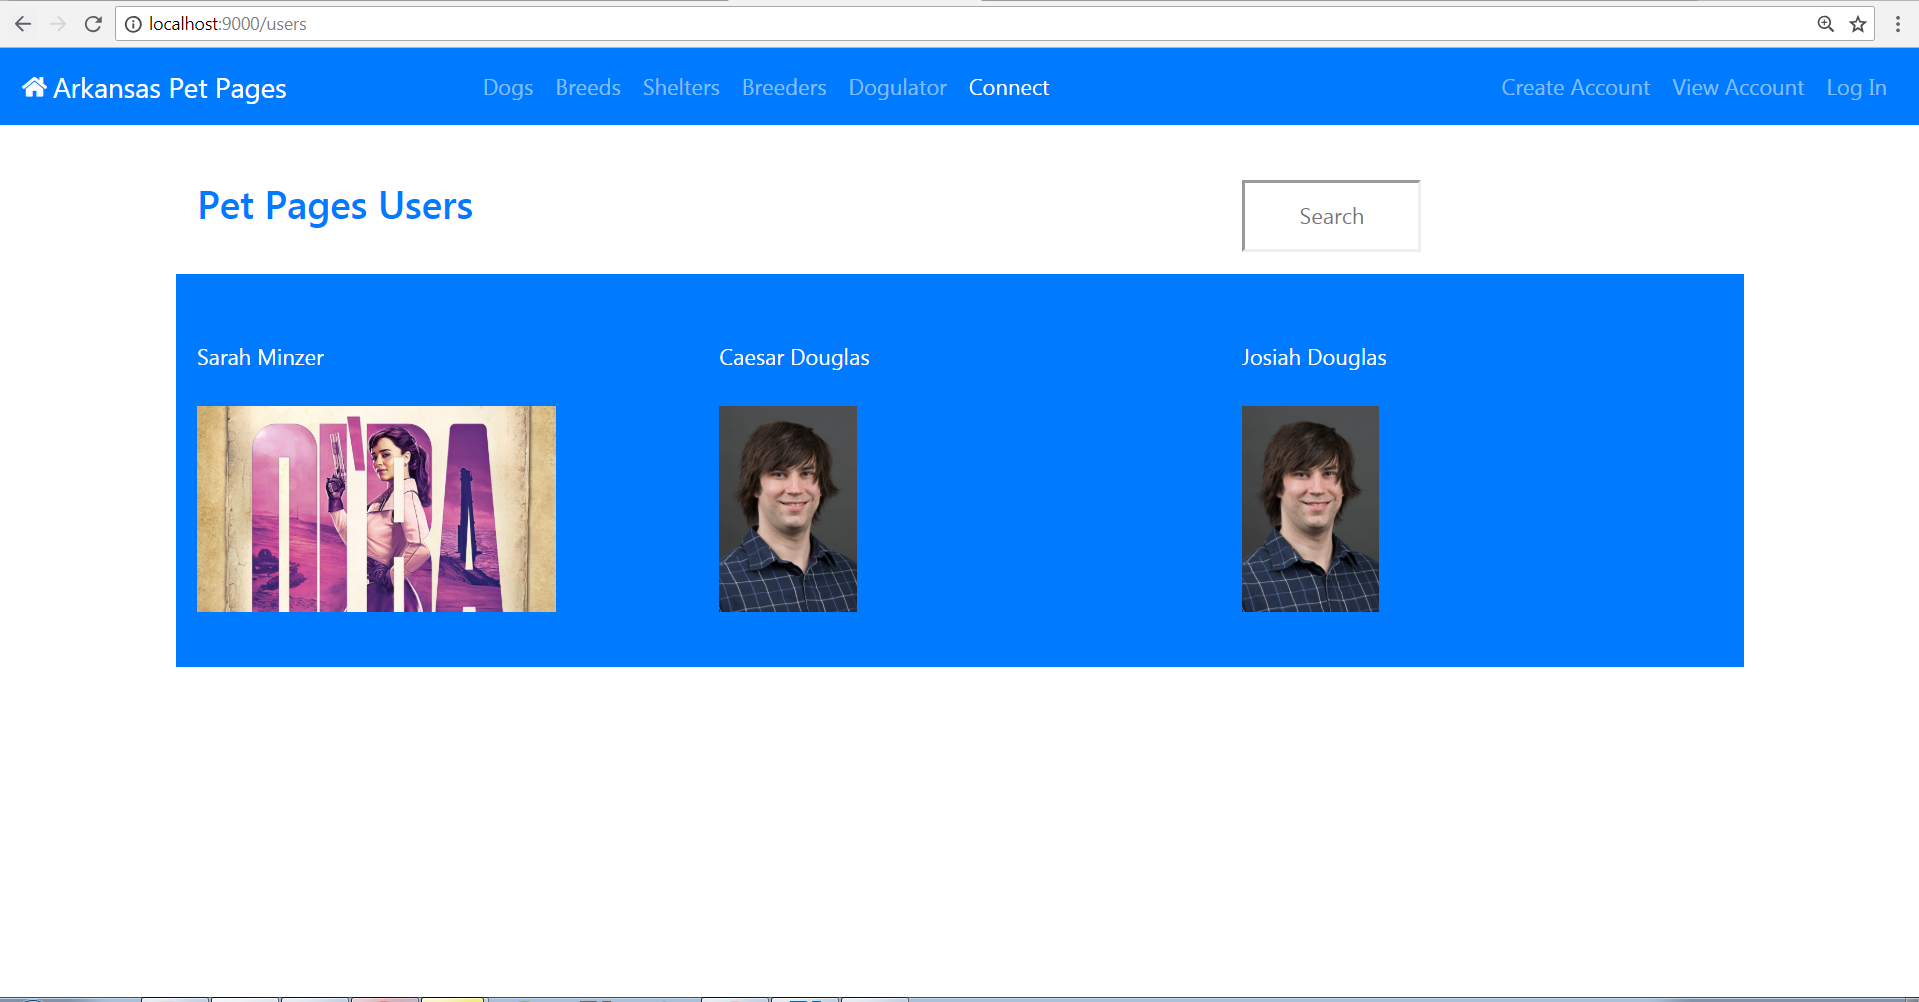 localhost:9000/users
Arkansas Pet Pages Dogs Breeds Shelters Breeders Dogulator Connect Create Account View Account Log In
Pet Pages Users
Search
Sarah Minzer Caesar Douglas Josiah Douglas
QI'RA